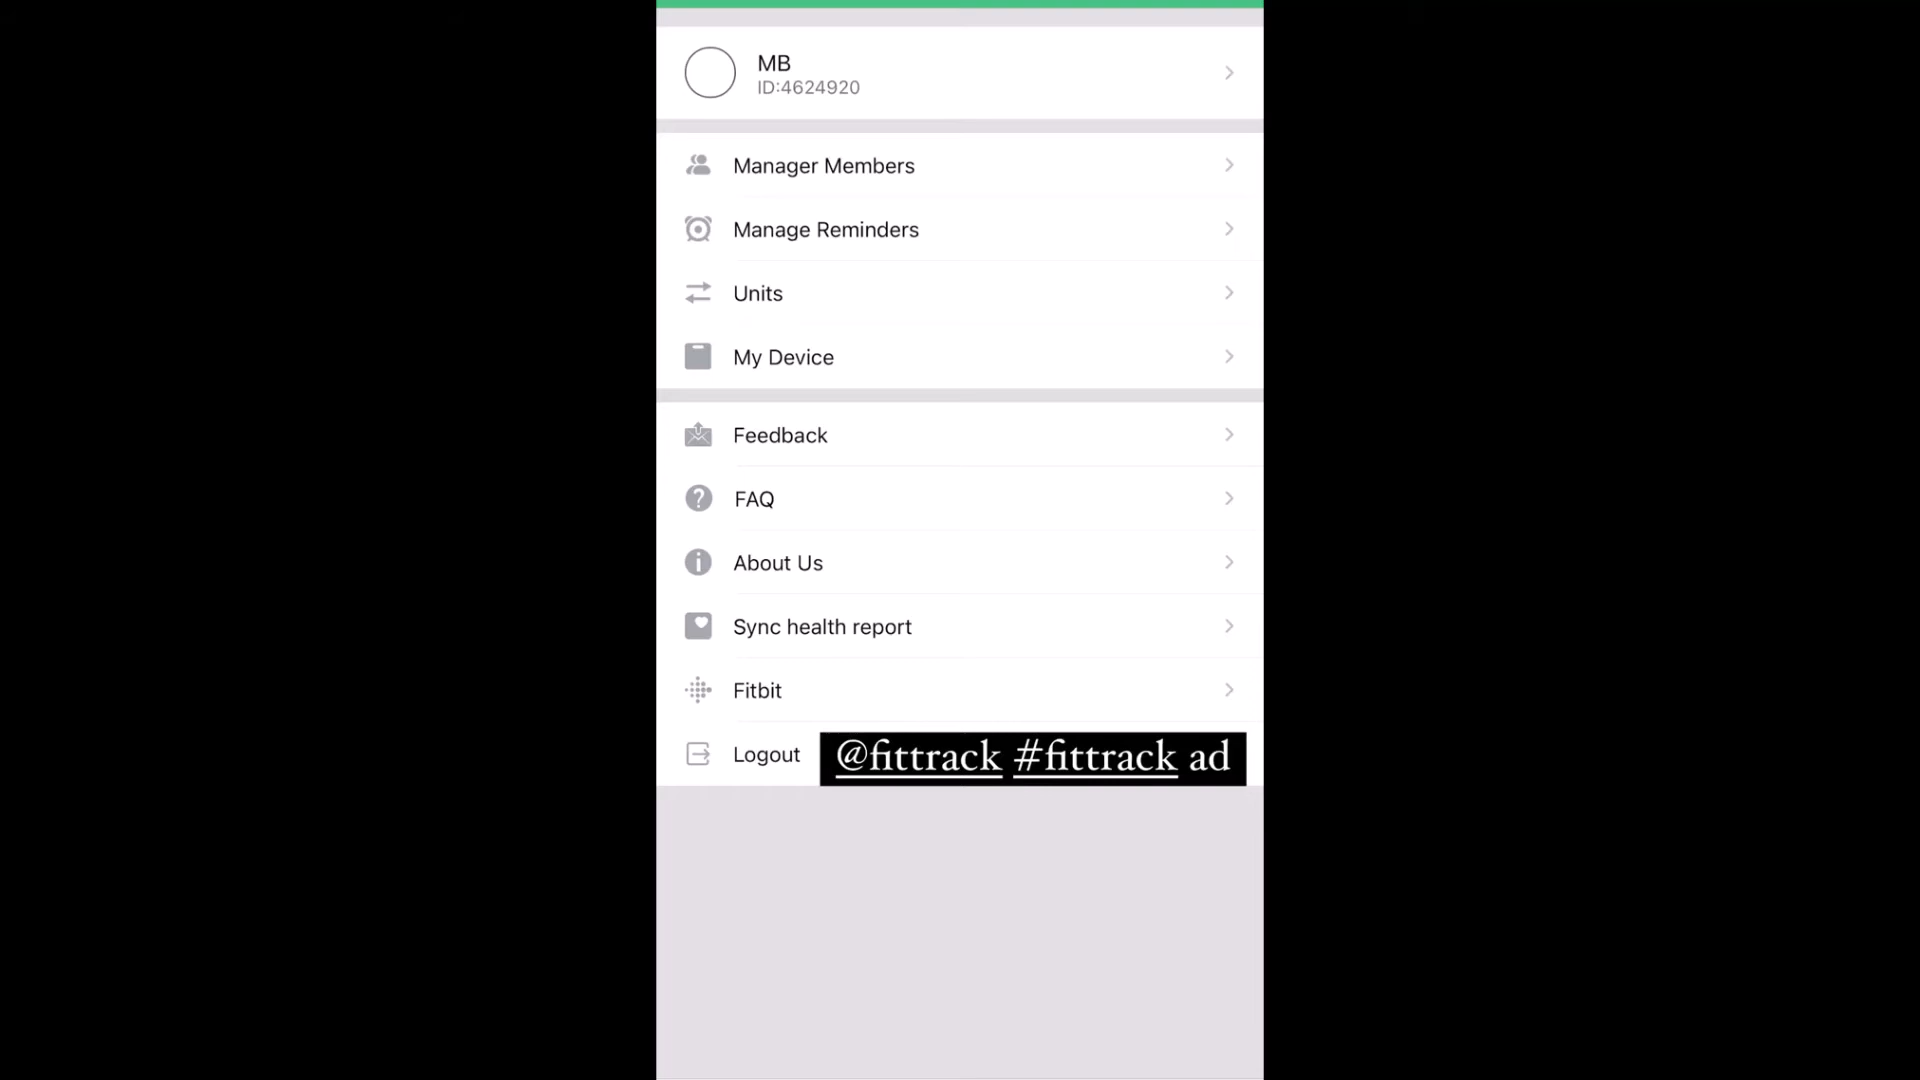 MB
ID:4624920
Manager Members
Manage Reminders
Units
My Device
Feedback
FAQ
About Us
Sync health report
Fitbit
Logout
@fittrack #fittrack ad